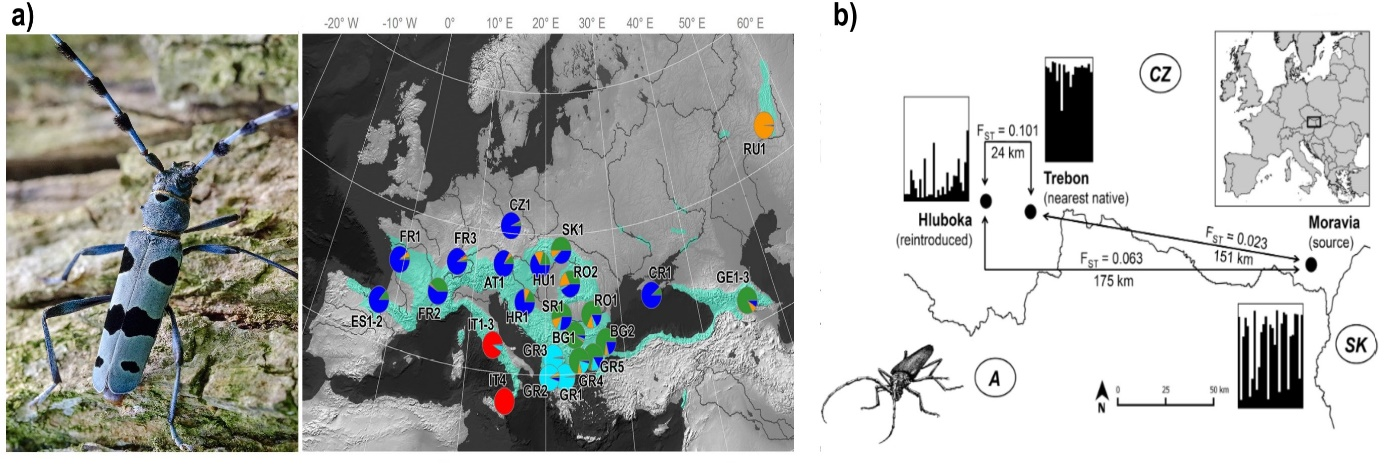 a)
-20° W -10° W 0° 10° E 20° E 30° E 40° E 50° E 60° E
RU1
CZ1
SK1
FR1
FR3
AT1
HU1
RO2
CR1
GE1-3
ES1-2
FR2
HR1
SR1
RO1
IT1-3
BG1
BG2
GR3
GR5
IT4
GR2
GR4
GR1
b)
CZ
FST = 0.101
24 km
Trebon
(nearest native)
Hluboka
(reintroduced)
Moravia
(source)
FST = 0.023
151 km
FST = 0.063
175 km
A
SK
N
0 25 50 km